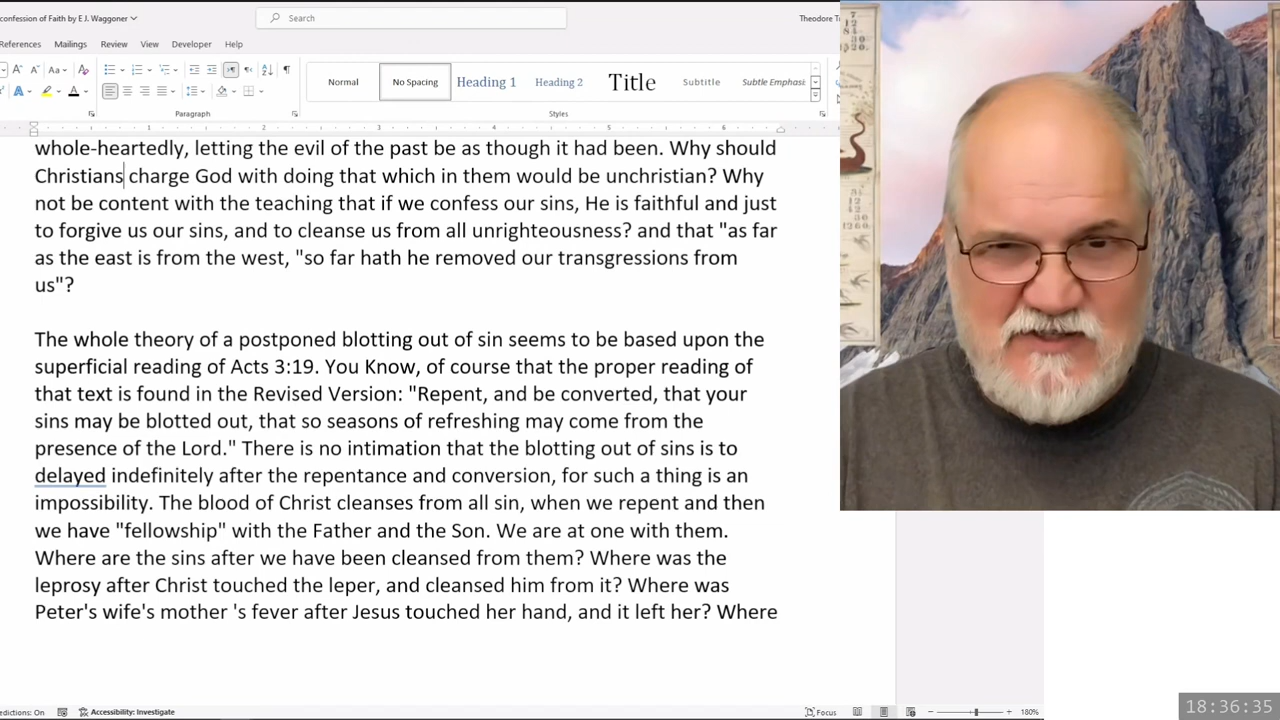 confession of Faith by E J. Waggoner
Search
References Mailings Review View Developer Help
Normal No Spacing Heading 1 Heading 2 Title Subtitle Subtle Emphasi
Paragraph Styles
1 2 3 4 5 6
whole-heartedly, letting the evil of the past be as though it had been. Why should
Christians charge God with doing that which in them would be unchristian? Why
not be content with the teaching that if we confess our sins, He is faithful and just
to forgive us our sins, and to cleanse us from all unrighteousness? and that "as far
as the east is from the west, "so far hath he removed our transgressions from
us"?
The whole theory of a postponed blotting out of sin seems to be based upon the
superficial reading of Acts 3:19. You Know, of course that the proper reading of
that text is found in the Revised Version: "Repent, and be converted, that your
sins may be blotted out, that so seasons of refreshing may come from the
presence of the Lord." There is no intimation that the blotting out of sins is to
delayed indefinitely after the repentance and conversion, for such a thing is an
impossibility. The blood of Christ cleanses from all sin, when we repent and then
we have "fellowship" with the Father and the Son. We are at one with them.
Where are the sins after we have been cleansed from them? Where was the
leprosy after Christ touched the leper, and cleansed him from it? Where was
Peter's wife's mother 's fever after Jesus touched her hand, and it left her? Where
edictions: On Accessibility: Investigate Focus 180%
Theodore T
7
12
30
1260
18:36:35